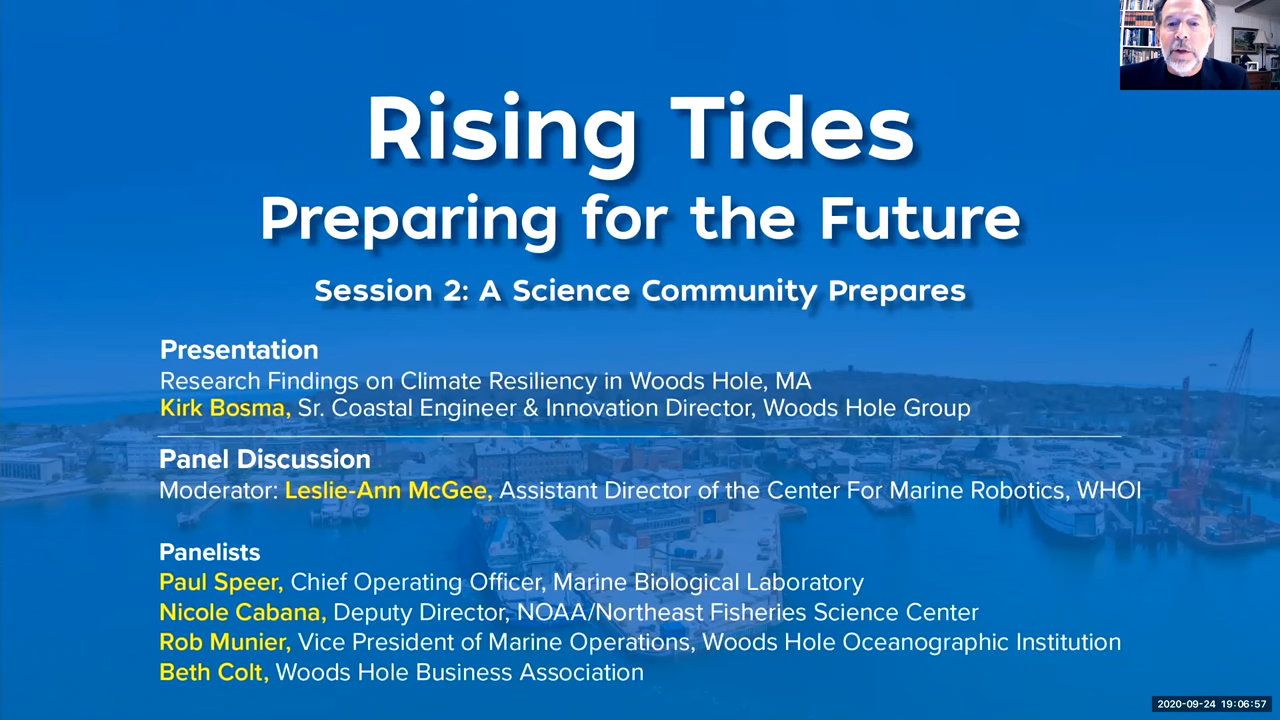 Rising Tides
Preparing for the Future
Session 2: A Science Community Prepares
Presentation
Research Findings on Climate Resiliency in Woods Hole, MA
Kirk Bosma, Sr. Coastal Engineer & Innovation Director, Woods Hole Group
Panel Discussion
Moderator: Leslie-Ann McGee, Assistant Director of the Center For Marine Robotics, WHOI
Panelists
Paul Speer, Chief Operating Officer, Marine Biological Laboratory
Nicole Cabana, Deputy Director, NOAA/Northeast Fisheries Science Center
Rob Munier, Vice President of Marine Operations, Woods Hole Oceanographic Institution
Beth Colt, Woods Hole Business Association
2020-09-24 19:06:57